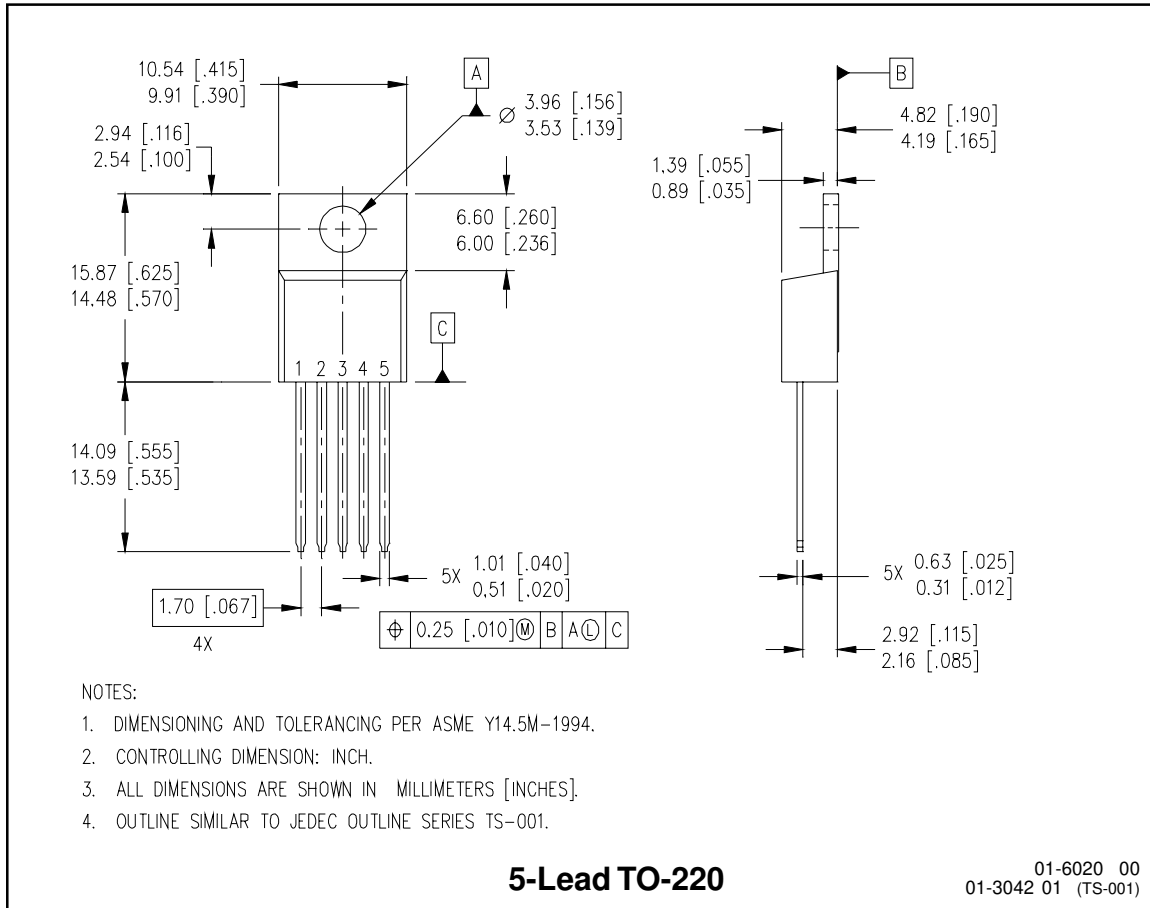 10.54 [.415]
9.91 [.390]
A
Ø 3.96 [.156]
3.53 [.139]
B
4.82 [.190]
4.19 [.165]
2.94 [.116]
2.54 [.100]
1.39 [.055]
0.89 [.035]
6.60 [.260]
6.00 [.236]
15.87 [.625]
14.48 [.570]
C
1 2 3 4 5
14.09 [.555]
13.59 [.535]
5X 1.01 [.040]
0.51 [.020]
5X 0.63 [.025]
0.31 [.012]
1.70 [.067]
4X
⌖ 0.25 [.010] Ⓜ B A Ⓛ C
2.92 [.115]
2.16 [.085]
NOTES:
1. DIMENSIONING AND TOLERANCING PER ASME Y14.5M-1994.
2. CONTROLLING DIMENSION: INCH.
3. ALL DIMENSIONS ARE SHOWN IN MILLIMETERS [INCHES].
4. OUTLINE SIMILAR TO JEDEC OUTLINE SERIES TS-001.
5-Lead TO-220
01-6020 00
01-3042 01 (TS-001)